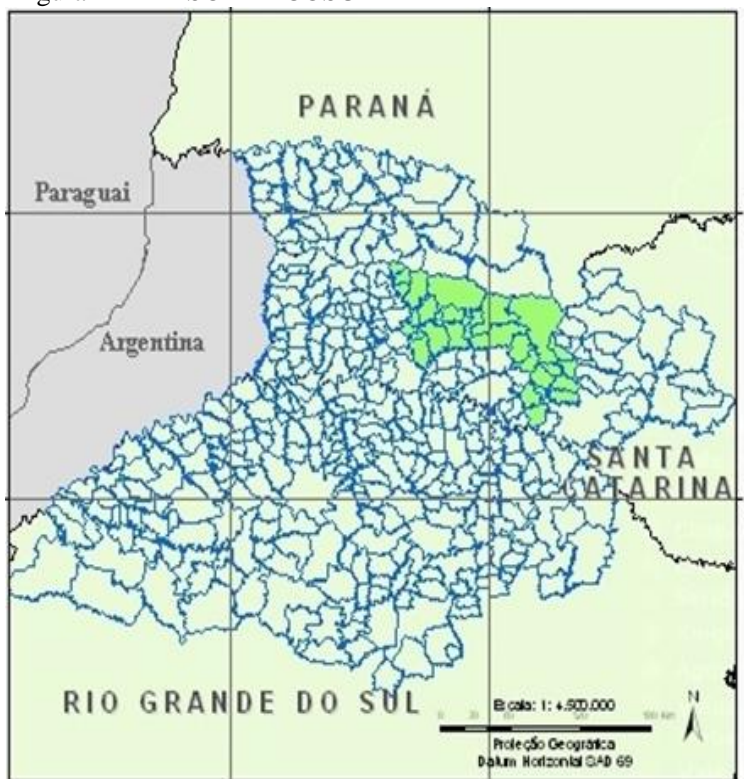 PARANÁ
Paraguai
Argentina
SANTA
CATARINA
RIO GRANDE DO SUL
Escala: 1: 4.500.000
N
Projeção Geográfica
Datum Horizontal SAD 69